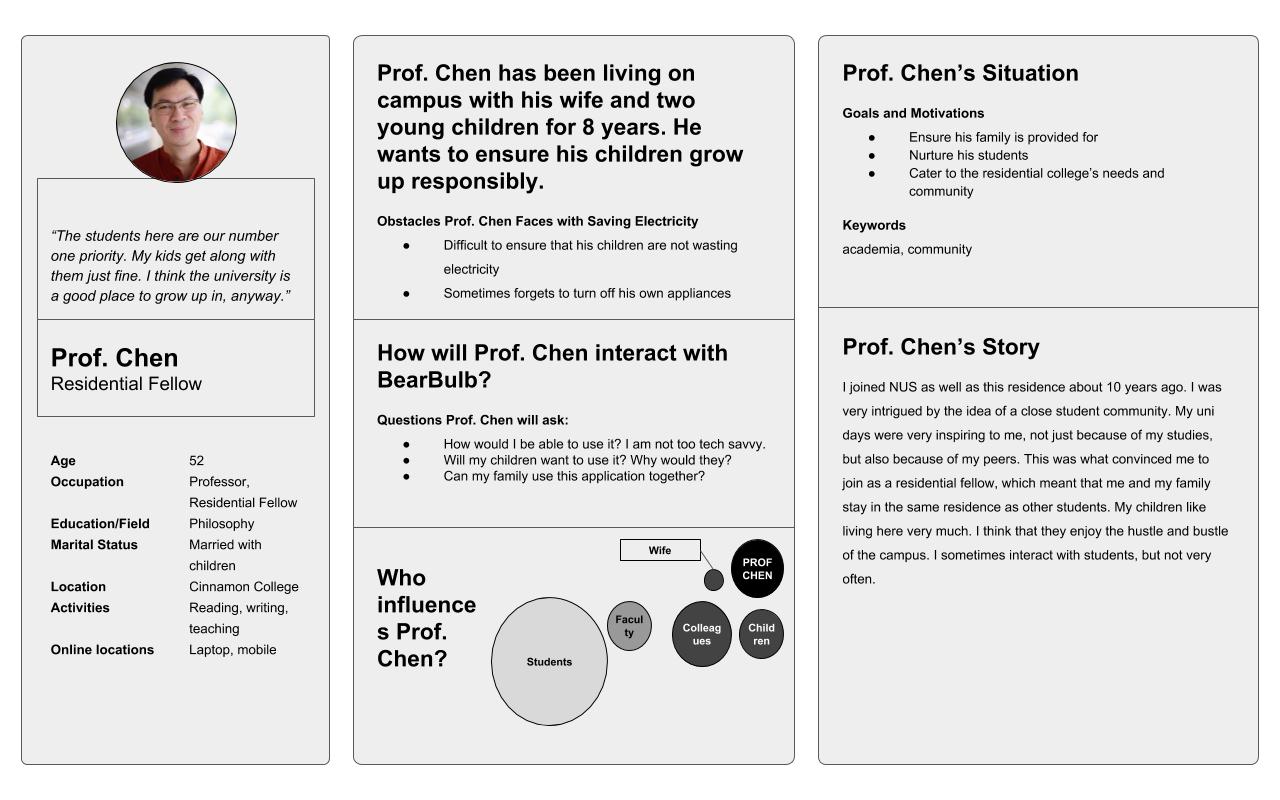 “The students here are our number
one priority. My kids get along with
them just fine. I think the university is
a good place to grow up in, anyway.”
Prof. Chen
Residential Fellow
Age 52
Occupation Professor,
Residential Fellow
Education/Field Philosophy
Marital Status Married with
children
Location Cinnamon College
Activities Reading, writing,
teaching
Online locations Laptop, mobile
Prof. Chen has been living on
campus with his wife and two
young children for 8 years. He
wants to ensure his children grow
up responsibly.
Obstacles Prof. Chen Faces with Saving Electricity
● Difficult to ensure that his children are not wasting
electricity
● Sometimes forgets to turn off his own appliances
How will Prof. Chen interact with
BearBulb?
Questions Prof. Chen will ask:
● How would I be able to use it? I am not too tech savvy.
● Will my children want to use it? Why would they?
● Can my family use this application together?
Who
influence
s Prof.
Chen?
Wife
PROF
CHEN
Students
Facul
ty
Colleag
ues
Child
ren
Prof. Chen’s Situation
Goals and Motivations
● Ensure his family is provided for
● Nurture his students
● Cater to the residential college’s needs and
community
Keywords
academia, community
Prof. Chen’s Story
I joined NUS as well as this residence about 10 years ago. I was
very intrigued by the idea of a close student community. My uni
days were very inspiring to me, not just because of my studies,
but also because of my peers. This was what convinced me to
join as a residential fellow, which meant that me and my family
stay in the same residence as other students. My children like
living here very much. I think that they enjoy the hustle and bustle
of the campus. I sometimes interact with students, but not very
often.